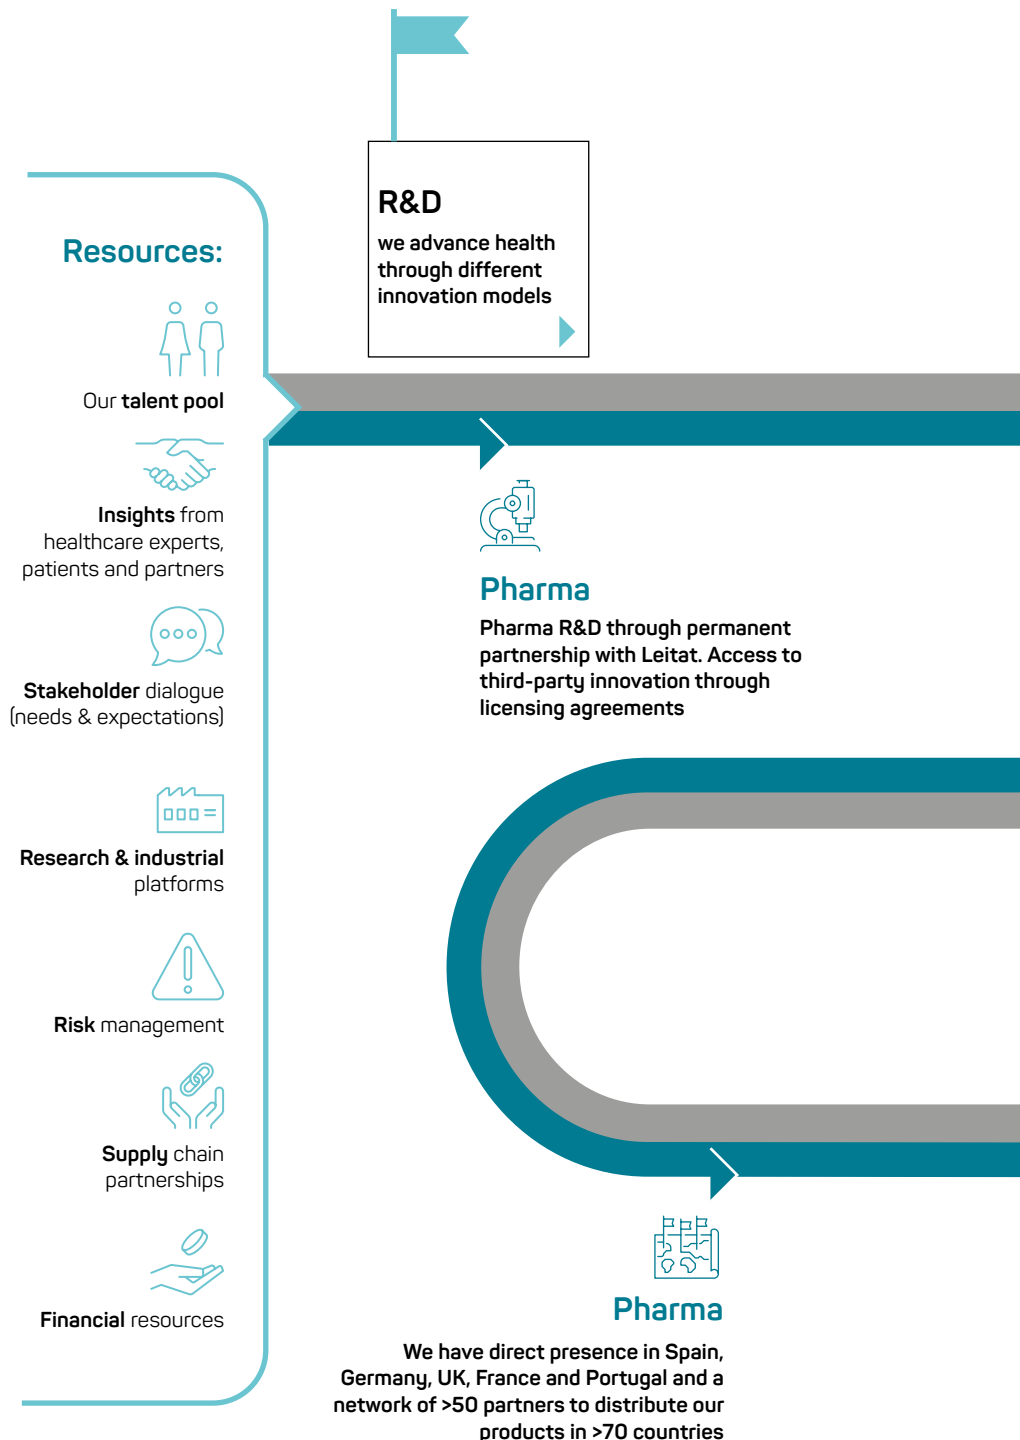 R&D
we advance health
through different
innovation models
Resources:
Our talent pool
Insights from
healthcare experts,
patients and partners
Stakeholder dialogue
(needs & expectations)
Research & industrial
platforms
Risk management
Supply chain
partnerships
Financial resources
Pharma
Pharma R&D through permanent
partnership with Leitat. Access to
third-party innovation through
licensing agreements
Pharma
We have direct presence in Spain,
Germany, UK, France and Portugal and a
network of >50 partners to distribute our
products in >70 countries